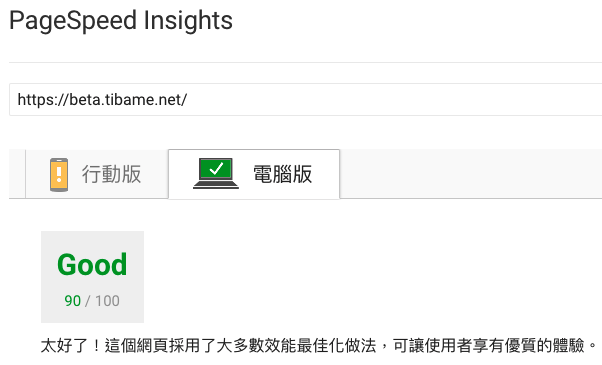 PageSpeed Insights
https://beta.tibame.net/
行動版 電腦版
Good
90 / 100
太好了！這個網頁採用了大多數效能最佳化做法，可讓使用者享有優質的體驗。